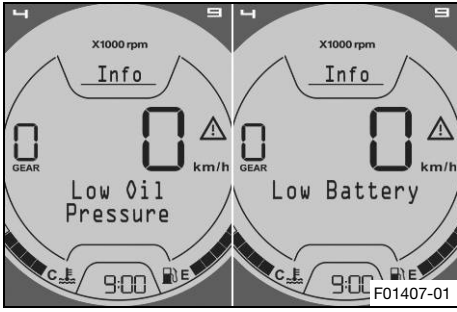 4 9
X1000 rpm
Info
0
0
GEAR
km/h
Low Oil
Pressure
C E
9:00
4 9
X1000 rpm
Info
0
0
GEAR
km/h
Low Battery
C E
9:00
F01407-01